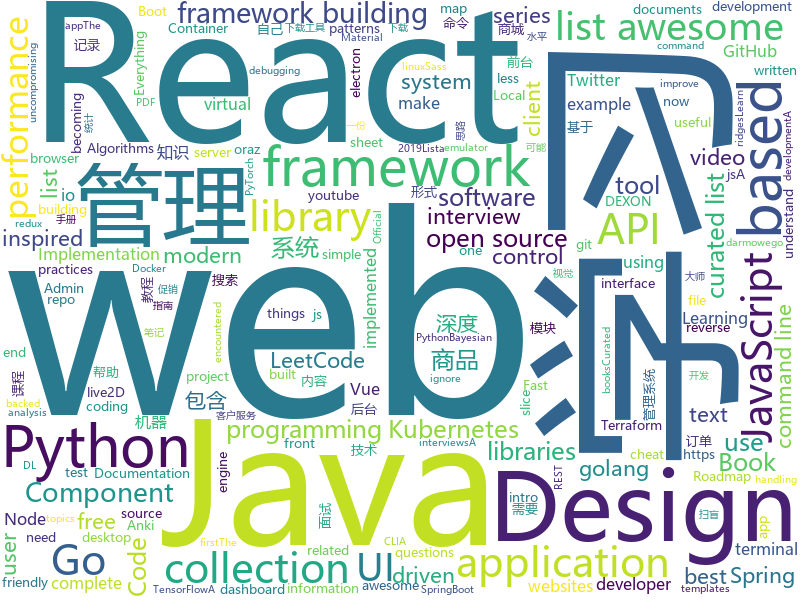 React
web
Java
Design
网
课
管理
Python
framework
framework building
list awesome
JavaScript based
performance
library
application
collection
API
UI
Go
Component
Code
open source
software
interview
system
series
video
tool
curated list
modern
inspired
control
client
virtual
text
use
Book
golang
libraries
programming Kubernetes
LeetCode
Vue
Admin
Node
user
free
desktop
terminal
developer
dashboard
best
Spring
command line
Documentation
Implementation
Algorithms
Learning
Twitter
GitHub
example
make
patterns
documents
development
written
Container
Boot
map
less
electron
Everything
PDF
debugging
becoming
uncompromising
browser
server
oraz
youtube
simple
list
io
building
practices
Docker
repo
redux
Official
git
one
using
interface
file
reverse
now
useful
understand
DEXON
Local
emulator
sheet
PyTorch
implemented
things
js
project
built
live2D
coding
Anki
source
front
end
test
intro
engine
complete
friendly
information
related
questions
awesome
SpringBoot
TensorFlowA
firstThe
CLIA
REST
need
app
Terraform
cheat
https
Roadmap
websites
templates
topics
backed
analysis
DL
encountered
ignore
slice
Fast
PythonBayesian
booksCurated
interviewsA
handling
darmowego
command
improve
ridgesLearn
developmentA
jsA
2019Lista
Material
linuxSass
appThe
系统
知识
深度
商品
包含
模块
搜索
教程
指南
促销
手册
帮助
内容
机器
课程
笔记
后台
技术
面试
需要
客户服务
订单
管理系统
开发
扫盲
视觉
大师
可能
水平
前台
基于
商城
命令
形式
思路
一份
自己
下载工具
下载
记录
统计